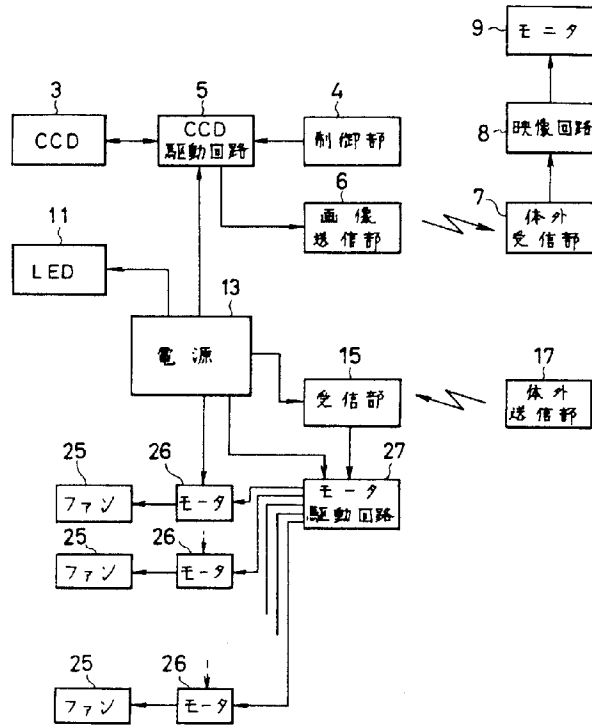 9
モニタ
3
5
4
8
映像回路
CCD
CCD
駆動回路
制御部
6
7
画像
送信部
体外
受信部
11
LED
13
電源
15
17
受信部
体外
送信部
25
26
27
ファン
モータ
モータ
駆動回路
25
26
ファン
モータ
25
26
ファン
モータ